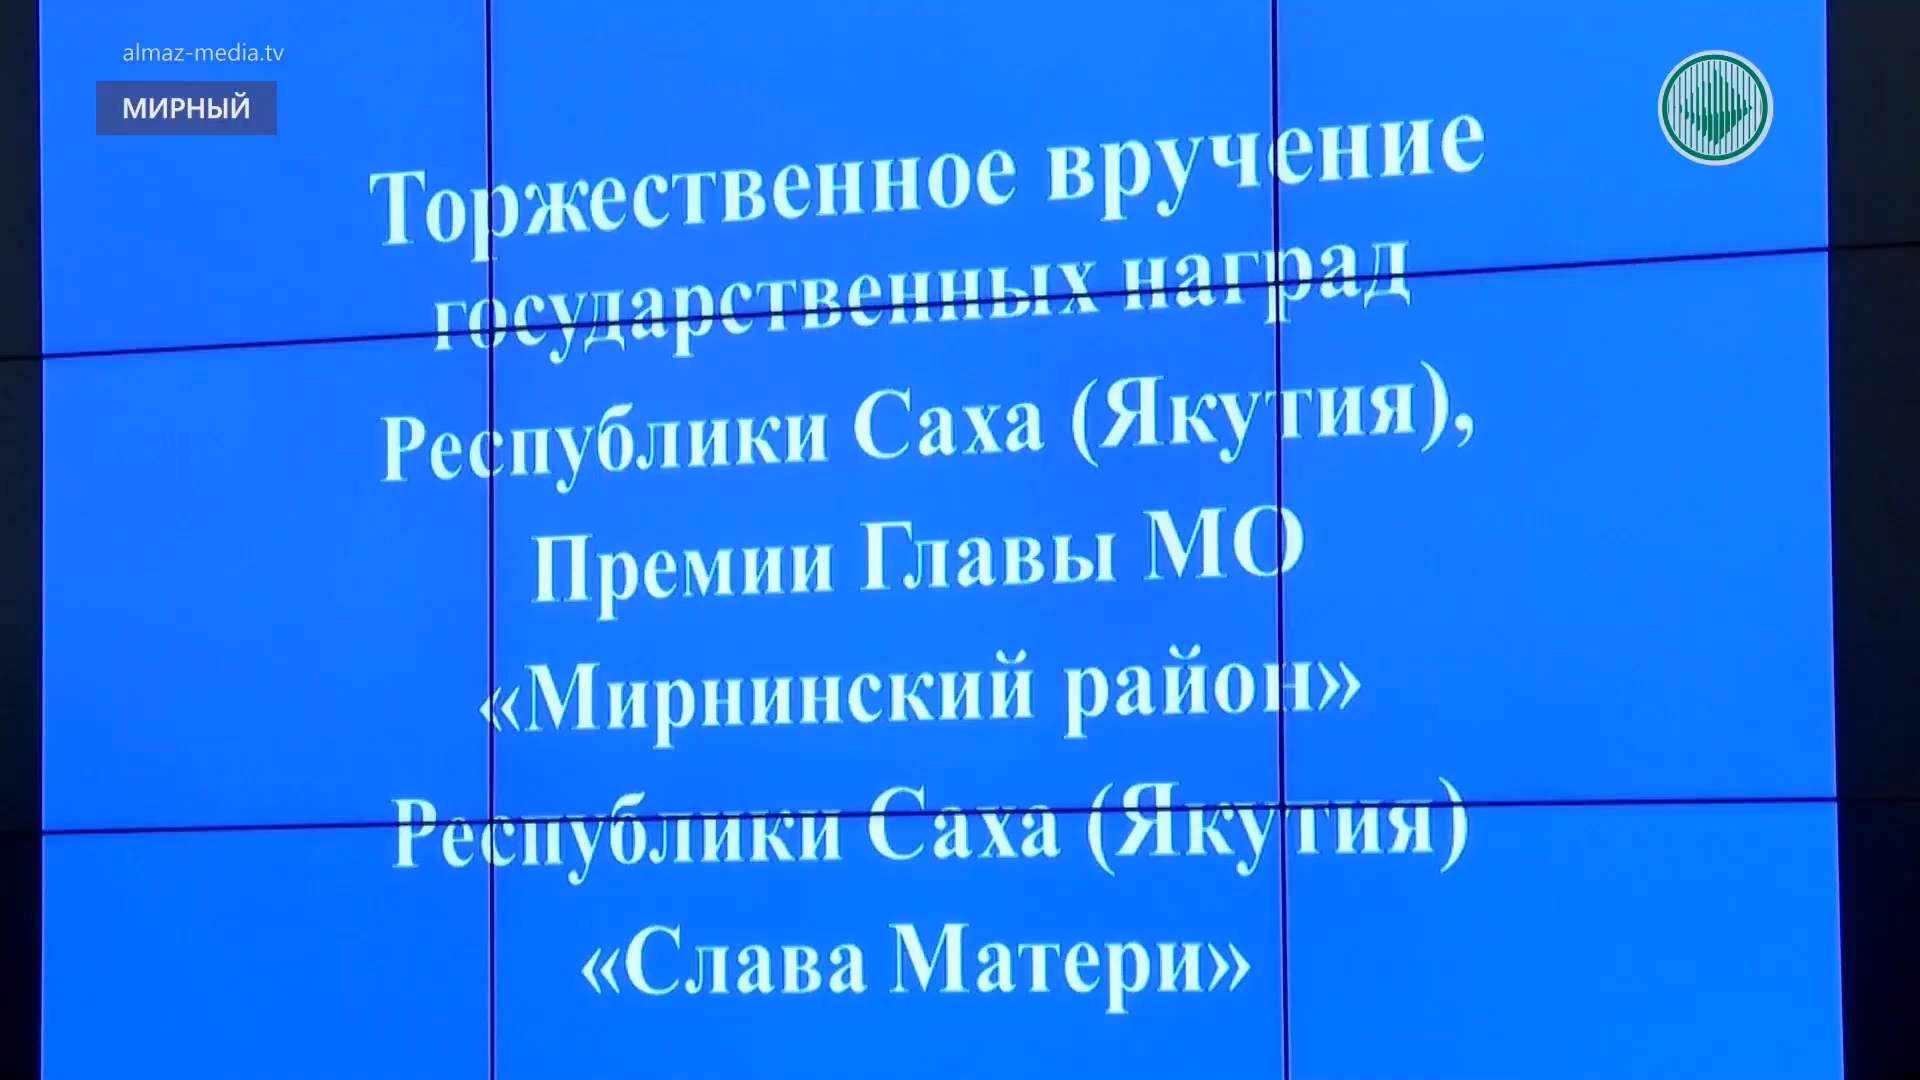 almaz-media.tv
МИРНЫЙ
Торжественное вручение
государственных наград
Республики Саха (Якутия),
Премии Главы МО
«Мирнинский район»
Республики Саха (Якутия)
«Слава Матери»